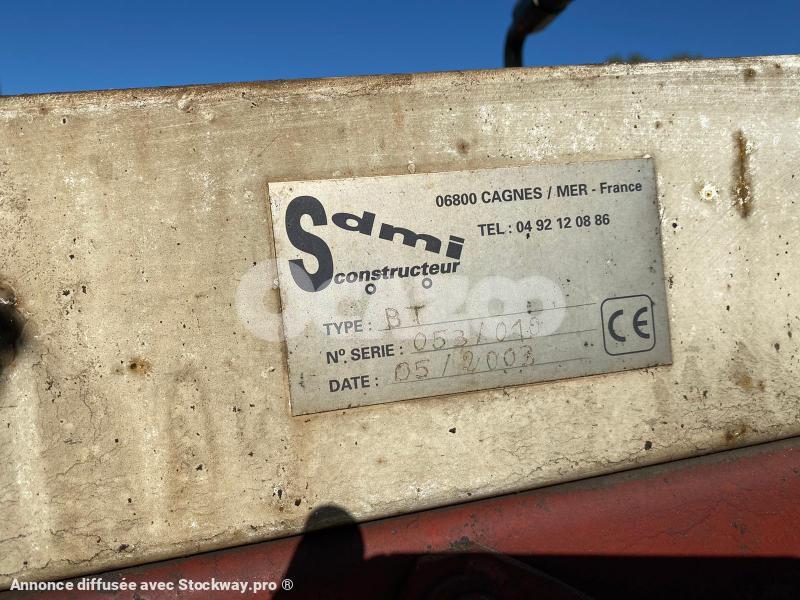 06800 CAGNES / MER - France
TEL : 04 92 12 08 86
Sdmi
constructeur
TYPE : BT
N° SERIE : 053/010
DATE : 05/2003
CE
Annonce diffusée avec Stockway.pro ®